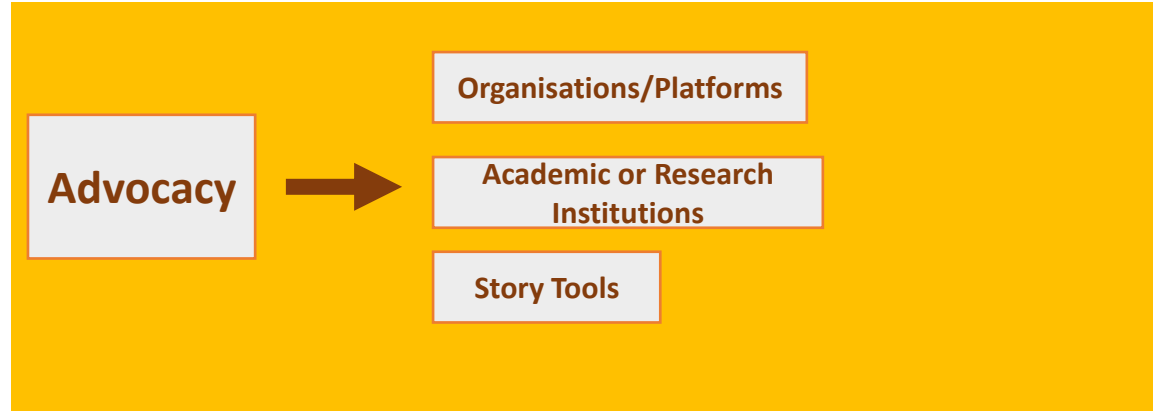 Advocacy
Organisations/Platforms
Academic or Research
Institutions
Story Tools